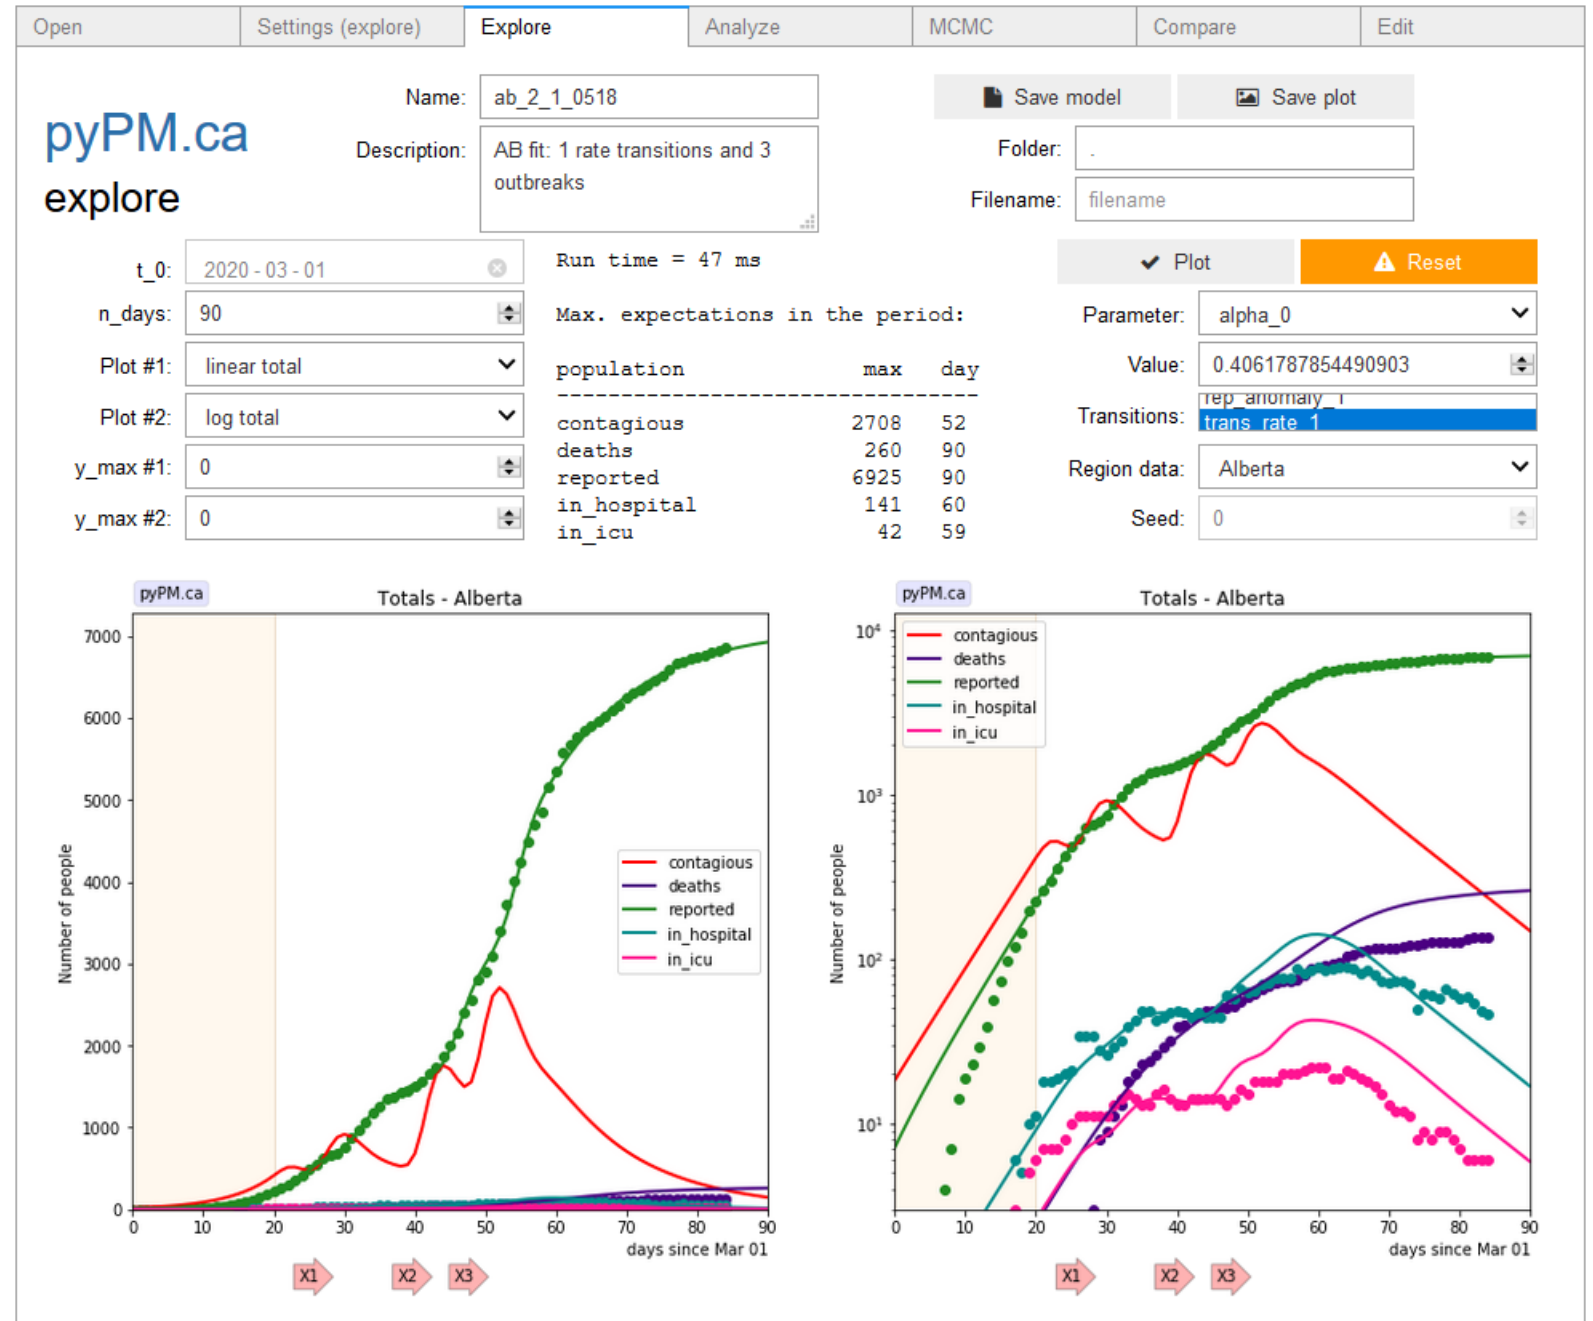 Open Settings (explore) Explore Analyze MCMC Compare Edit
pyPM.ca
explore
Name: ab_2_1_0518
Description: AB fit: 1 rate transitions and 3
outbreaks
Save model Save plot
Folder: .
Filename: filename
t_0: 2020 - 03 - 01
n_days: 90
Plot #1: linear total
Plot #2: log total
y_max #1: 0
y_max #2: 0
Run time = 47 ms
Max. expectations in the period:
population max day
--------------------------------
contagious 2708 52
deaths 260 90
reported 6925 90
in_hospital 141 60
in_icu 42 59
Plot Reset
Parameter: alpha_0
Value: 0.4061787854490903
Transitions: rep_anomaly_1
trans_rate_1
Region data: Alberta
Seed: 0
pyPM.ca
Totals - Alberta
7000
6000
5000
4000
3000
2000
1000
0
Number of people
contagious
deaths
reported
in_hospital
in_icu
0 10 20 30 40 50 60 70 80 90
days since Mar 01
X1 X2 X3
pyPM.ca
Totals - Alberta
10⁴
10³
10²
10¹
Number of people
contagious
deaths
reported
in_hospital
in_icu
0 10 20 30 40 50 60 70 80 90
days since Mar 01
X1 X2 X3